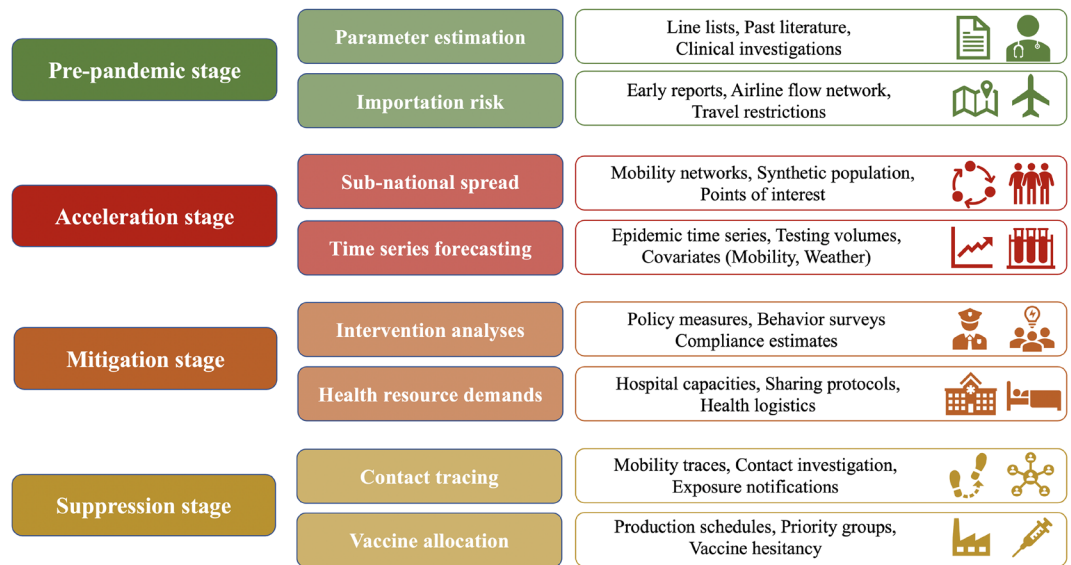 Pre-pandemic stage
Parameter estimation
Line lists, Past literature,
Clinical investigations
Importation risk
Early reports, Airline flow network,
Travel restrictions
Acceleration stage
Sub-national spread
Mobility networks, Synthetic population,
Points of interest
Time series forecasting
Epidemic time series, Testing volumes,
Covariates (Mobility, Weather)
Mitigation stage
Intervention analyses
Policy measures, Behavior surveys
Compliance estimates
Health resource demands
Hospital capacities, Sharing protocols,
Health logistics
Suppression stage
Contact tracing
Mobility traces, Contact investigation,
Exposure notifications
Vaccine allocation
Production schedules, Priority groups,
Vaccine hesitancy